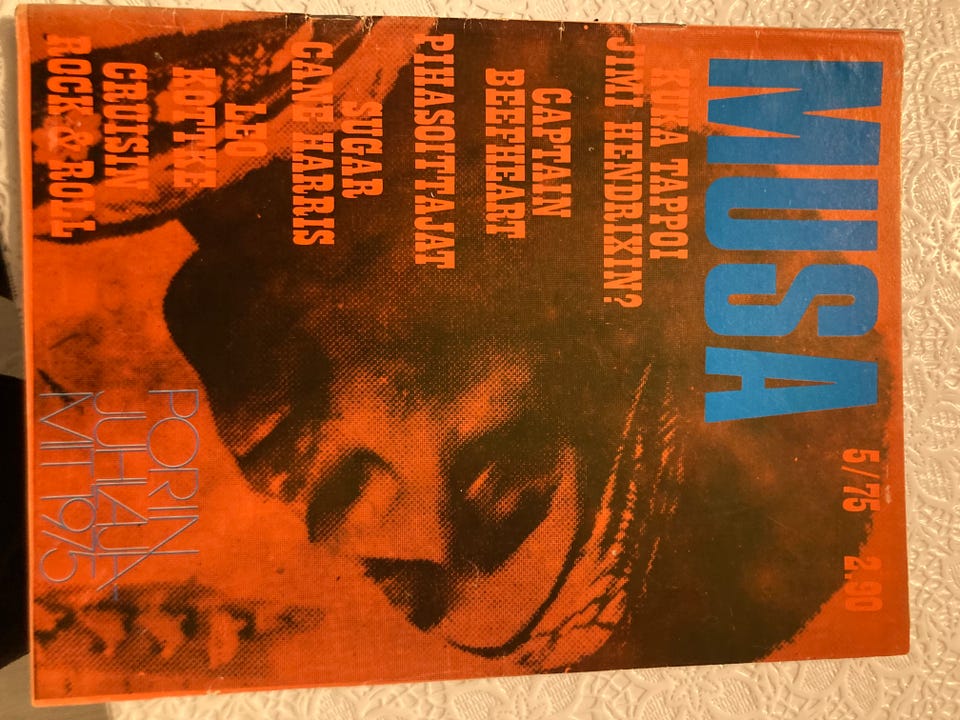 MUSA
5/75 2.90
KUKA TAPPOI
JIMI HENDRIXIN?
CAPTAIN
BEEFHEART
PIHASOITTAJAT
SUGAR
CANE HARRIS
LEO
KOTTKE
CRUISIN
ROCK & ROLL
PORIN
JUHLAJA-
MIT 1975